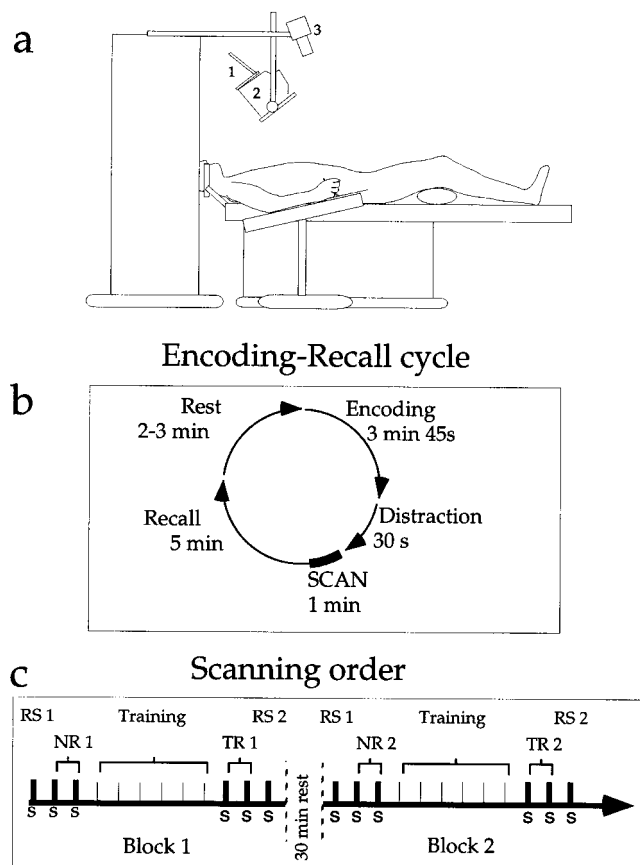 a
3
1
2
Encoding-Recall cycle
b
Rest
2-3 min
Encoding
3 min 45s
Recall
5 min
Distraction
30 s
SCAN
1 min
c
Scanning order
RS 1 Training RS 2 RS 1 Training RS 2
NR 1 TR 1 NR 2 TR 2
S S S S S S S S S S S S
Block 1 30 min rest Block 2